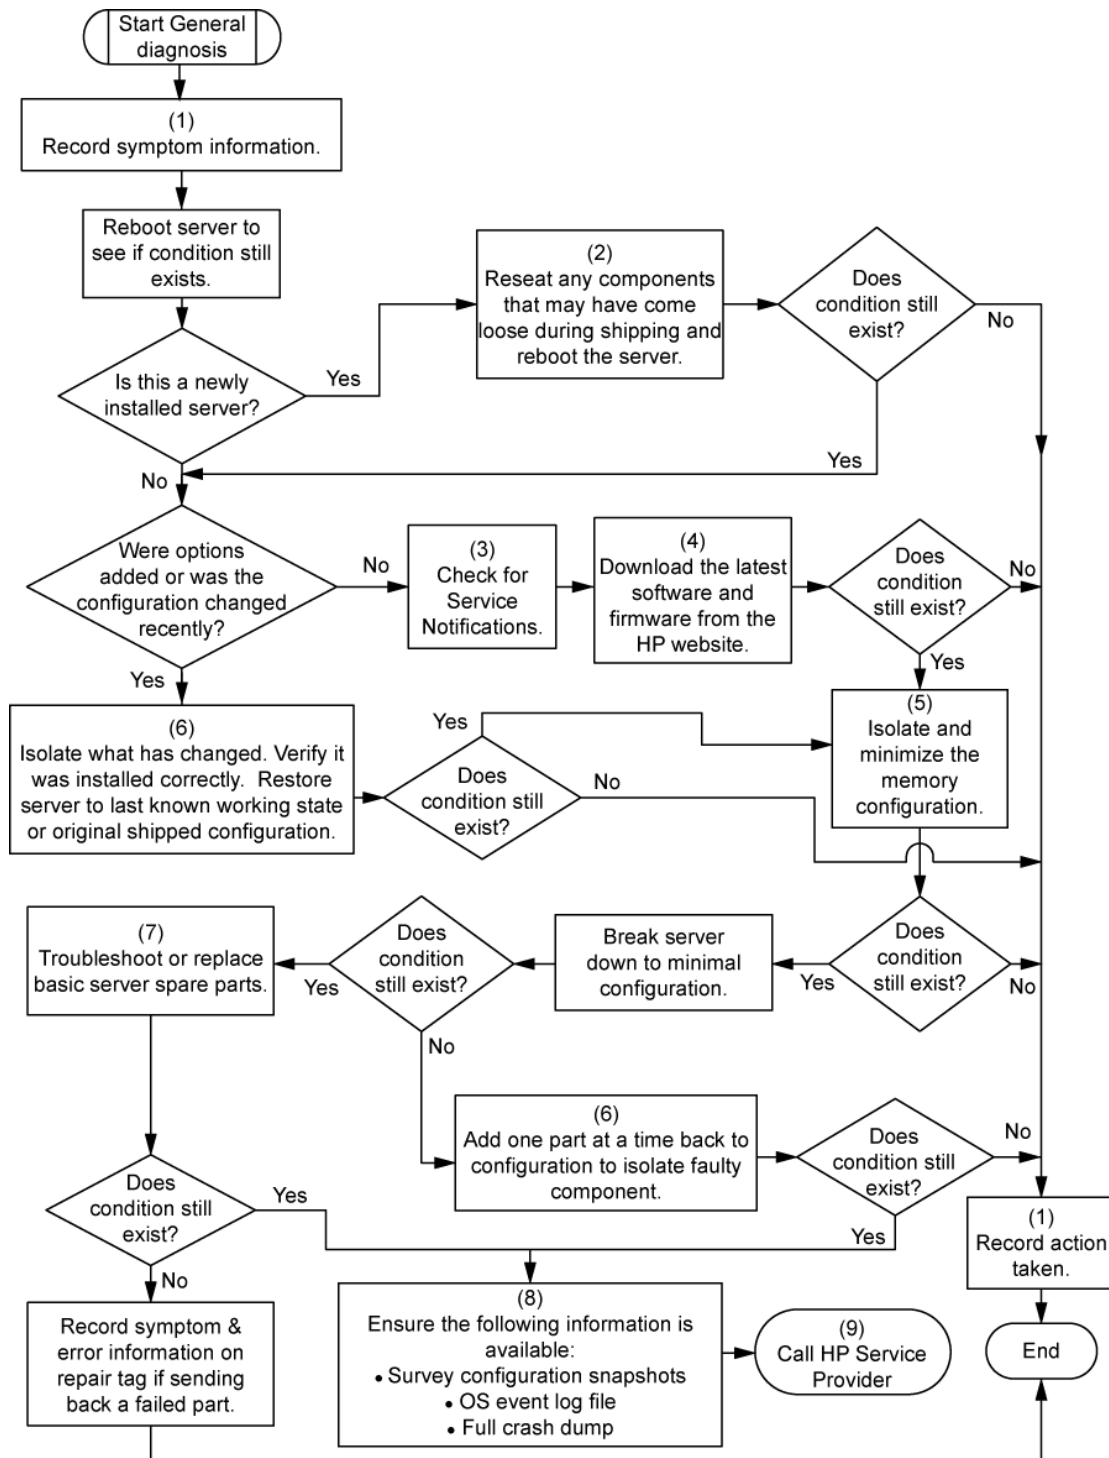 Start General
diagnosis
(1)
Record symptom information.
Reboot server to
see if condition still
exists.
Is this a newly
installed server?
Yes
No
(2)
Reseat any components
that may have come
loose during shipping and
reboot the server.
Does
condition still
exist?
No
Yes
Were options
added or was the
configuration changed
recently?
No
Yes
(3)
Check for
Service
Notifications.
(4)
Download the latest
software and
firmware from the
HP website.
Does
condition
still exist?
No
Yes
(5)
Isolate and
minimize the
memory
configuration.
(6)
Isolate what has changed. Verify it
was installed correctly. Restore
server to last known working state
or original shipped configuration.
Does
condition still
exist?
Yes
No
Does
condition
still exist?
No
Yes
Break server
down to minimal
configuration.
Does
condition
still exist?
Yes
No
(7)
Troubleshoot or replace
basic server spare parts.
(6)
Add one part at a time back to
configuration to isolate faulty
component.
Does
condition still
exist?
No
Yes
Does
condition still
exist?
Yes
No
Record symptom &
error information on
repair tag if sending
back a failed part.
(8)
Ensure the following information is
available:
• Survey configuration snapshots
• OS event log file
• Full crash dump
(9)
Call HP Service
Provider
(1)
Record action
taken.
End